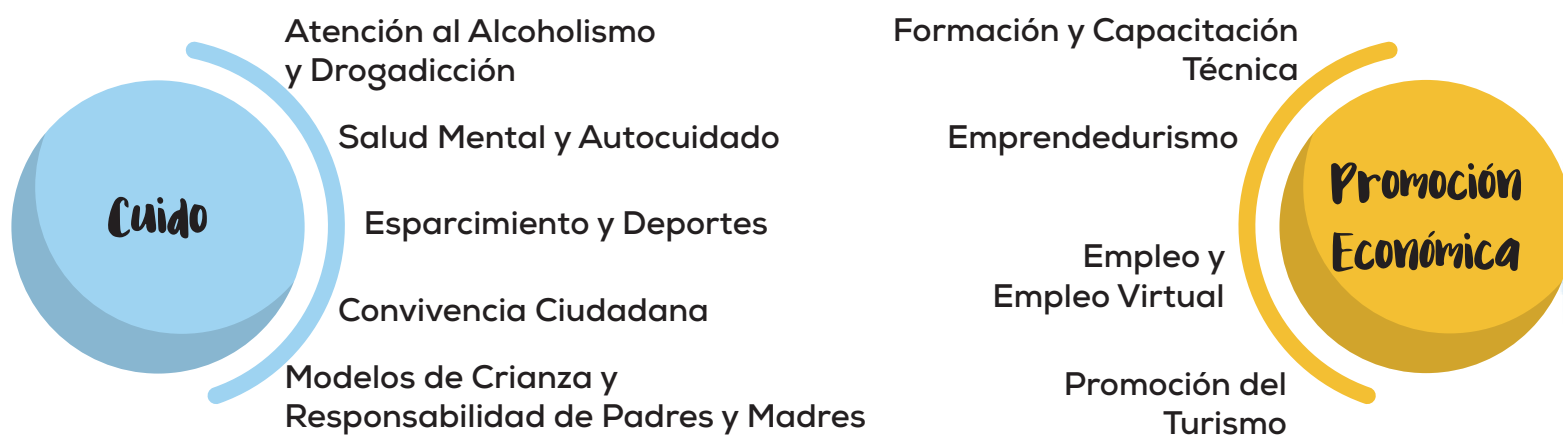 Cuido
Atención al Alcoholismo
y Drogadicción
Salud Mental y Autocuidado
Esparcimiento y Deportes
Convivencia Ciudadana
Modelos de Crianza y
Responsabilidad de Padres y Madres
Formación y Capacitación
Técnica
Emprendedurismo
Empleo y
Empleo Virtual
Promoción del
Turismo
Promoción
Económica